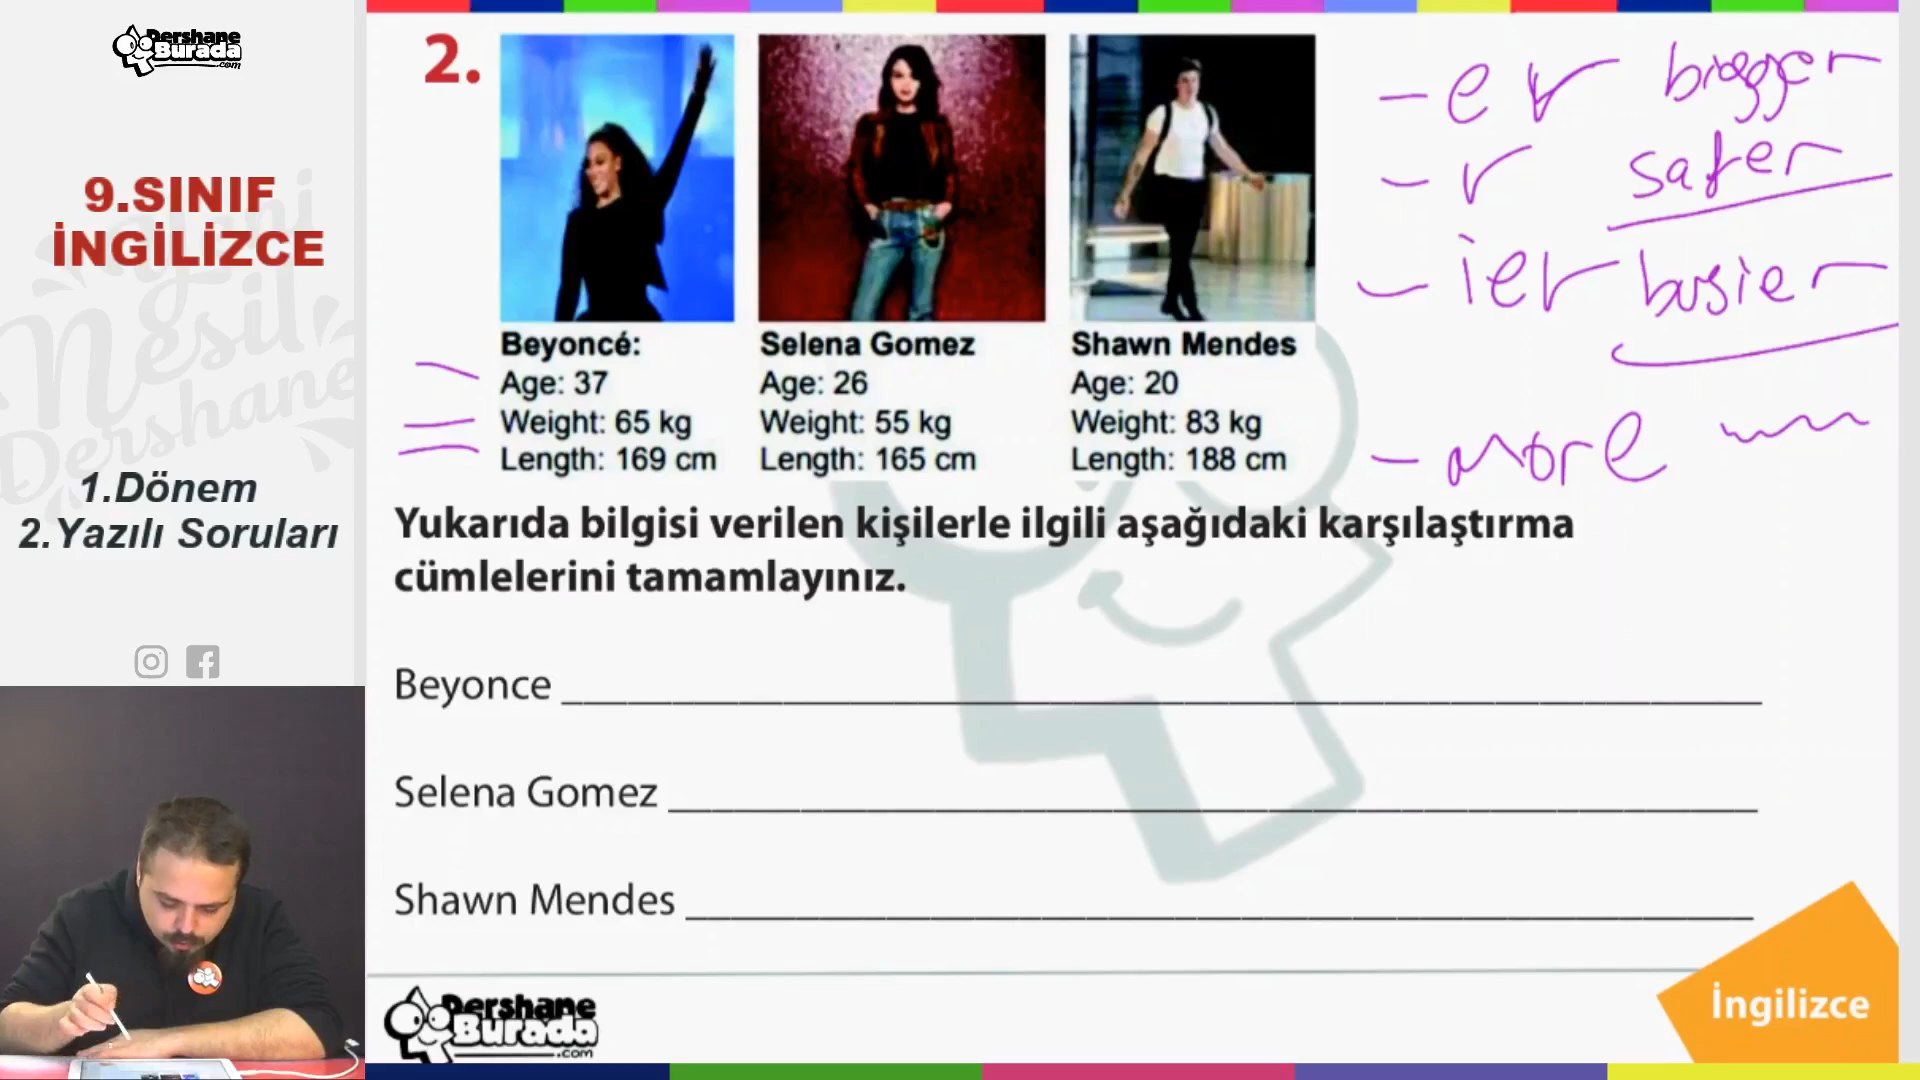 Dershane
Burada
.com
9.SINIF
İNGİLİZCE
Yeni
Nesil
Dershane
1.Dönem
2.Yazılı Soruları
2.
Beyoncé:
Age: 37
Weight: 65 kg
Length: 169 cm
Selena Gomez
Age: 26
Weight: 55 kg
Length: 165 cm
Shawn Mendes
Age: 20
Weight: 83 kg
Length: 188 cm
- er bigger
- r safer
- ier busier
- more
Yukarıda bilgisi verilen kişilerle ilgili aşağıdaki karşılaştırma
cümlelerini tamamlayınız.
Beyonce
Selena Gomez
Shawn Mendes
Dershane
Burada
.com
İngilizce